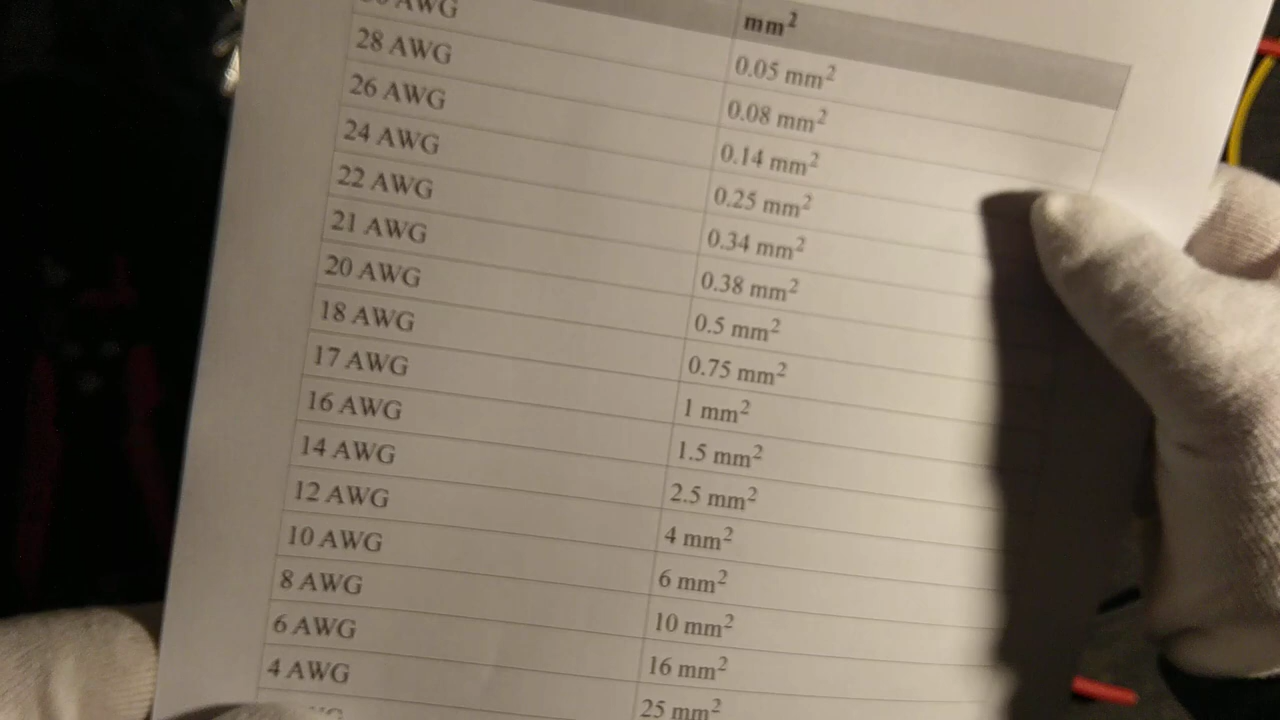 mm²
AWG 0.05 mm²
28 AWG 0.08 mm²
26 AWG 0.14 mm²
24 AWG 0.25 mm²
22 AWG 0.34 mm²
21 AWG 0.38 mm²
20 AWG 0.5 mm²
18 AWG 0.75 mm²
17 AWG 1 mm²
16 AWG 1.5 mm²
14 AWG 2.5 mm²
12 AWG 4 mm²
10 AWG 6 mm²
8 AWG 10 mm²
6 AWG 16 mm²
4 AWG 25 mm²